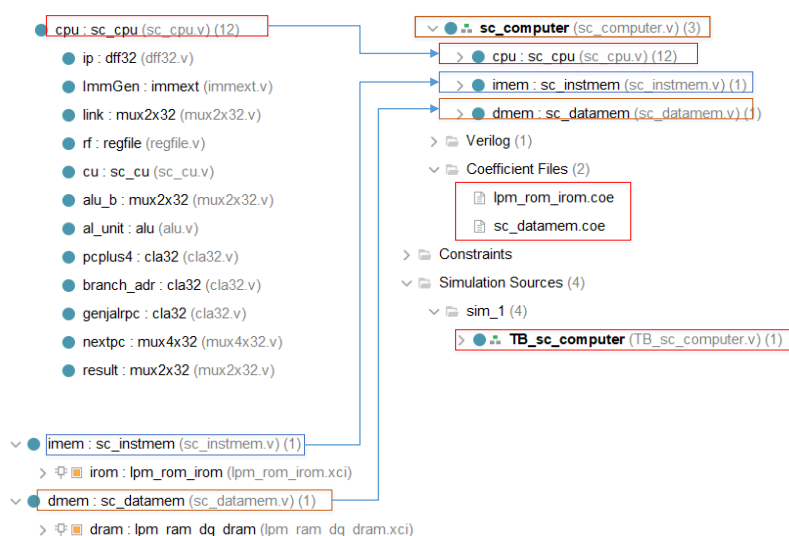 cpu : sc_cpu (sc_cpu.v) (12)
ip : dff32 (dff32.v)
ImmGen : immext (immext.v)
link : mux2x32 (mux2x32.v)
rf : regfile (regfile.v)
cu : sc_cu (sc_cu.v)
alu_b : mux2x32 (mux2x32.v)
al_unit : alu (alu.v)
pcplus4 : cla32 (cla32.v)
branch_adr : cla32 (cla32.v)
genjalrpc : cla32 (cla32.v)
nextpc : mux4x32 (mux4x32.v)
result : mux2x32 (mux2x32.v)
imem : sc_instmem (sc_instmem.v) (1)
irom : lpm_rom_irom (lpm_rom_irom.xci)
dmem : sc_datamem (sc_datamem.v) (1)
dram : lpm_ram_dq_dram (lpm_ram_dq_dram.xci)
sc_computer (sc_computer.v) (3)
cpu : sc_cpu (sc_cpu.v) (12)
imem : sc_instmem (sc_instmem.v) (1)
dmem : sc_datamem (sc_datamem.v) (1)
Verilog (1)
Coefficient Files (2)
lpm_rom_irom.coe
sc_datamem.coe
Constraints
Simulation Sources (4)
sim_1 (4)
TB_sc_computer (TB_sc_computer.v) (1)